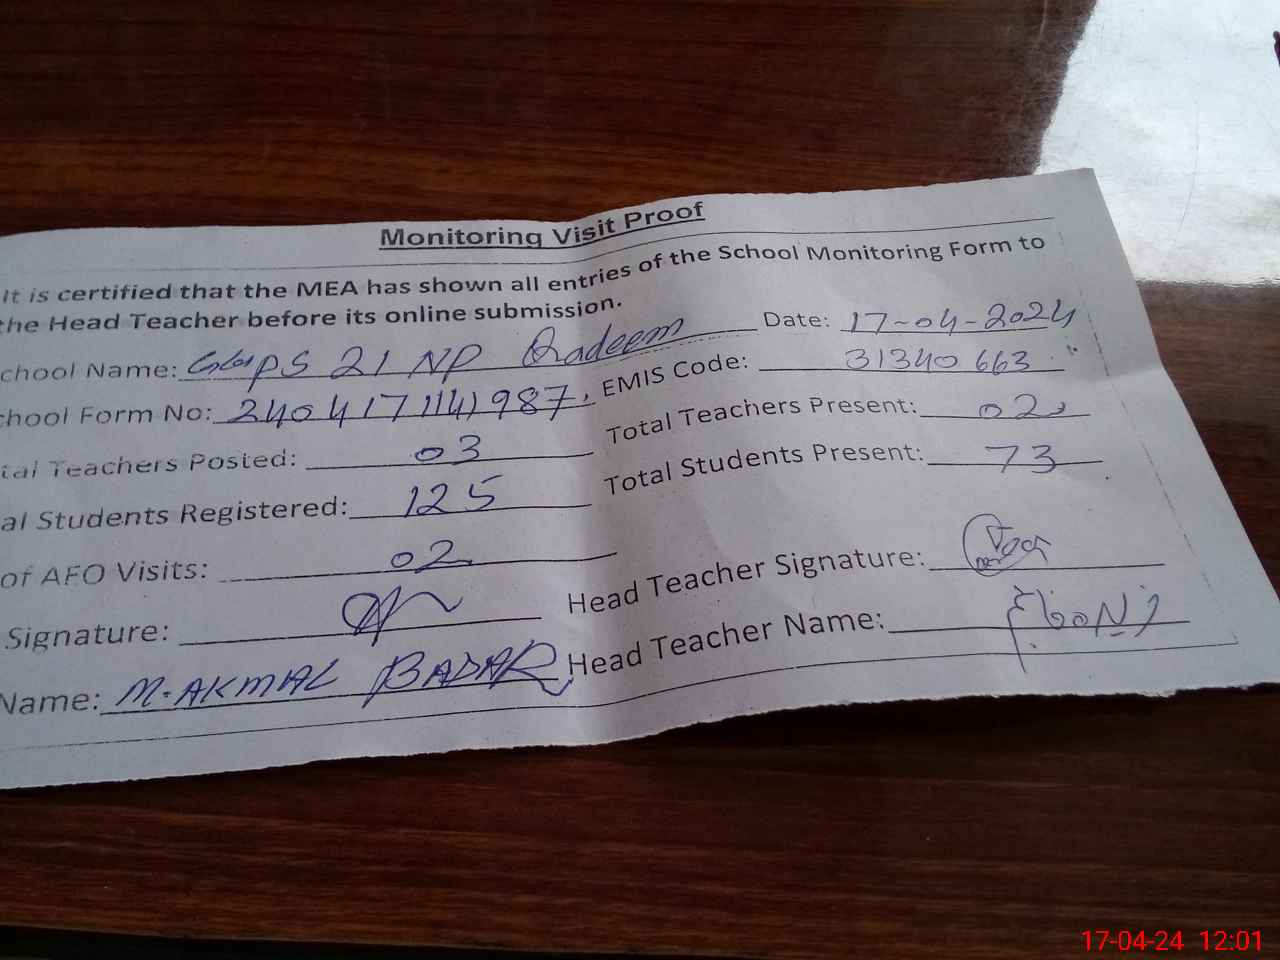 Monitoring Visit Proof
It is certified that the MEA has shown all entries of the School Monitoring Form to
the Head Teacher before its online submission.
chool Name: PS 21 NP Qadeem Date: 17-04-2024
chool Form No: 2404171141987, EMIS Code: 31340663
tal Teachers Posted: 03 Total Teachers Present: 02
al Students Registered: 125 Total Students Present: 73
of AEO Visits: 02
Signature: Head Teacher Signature:
Name: M. AKMAL BADAR Head Teacher Name:
17-04-24 12:01